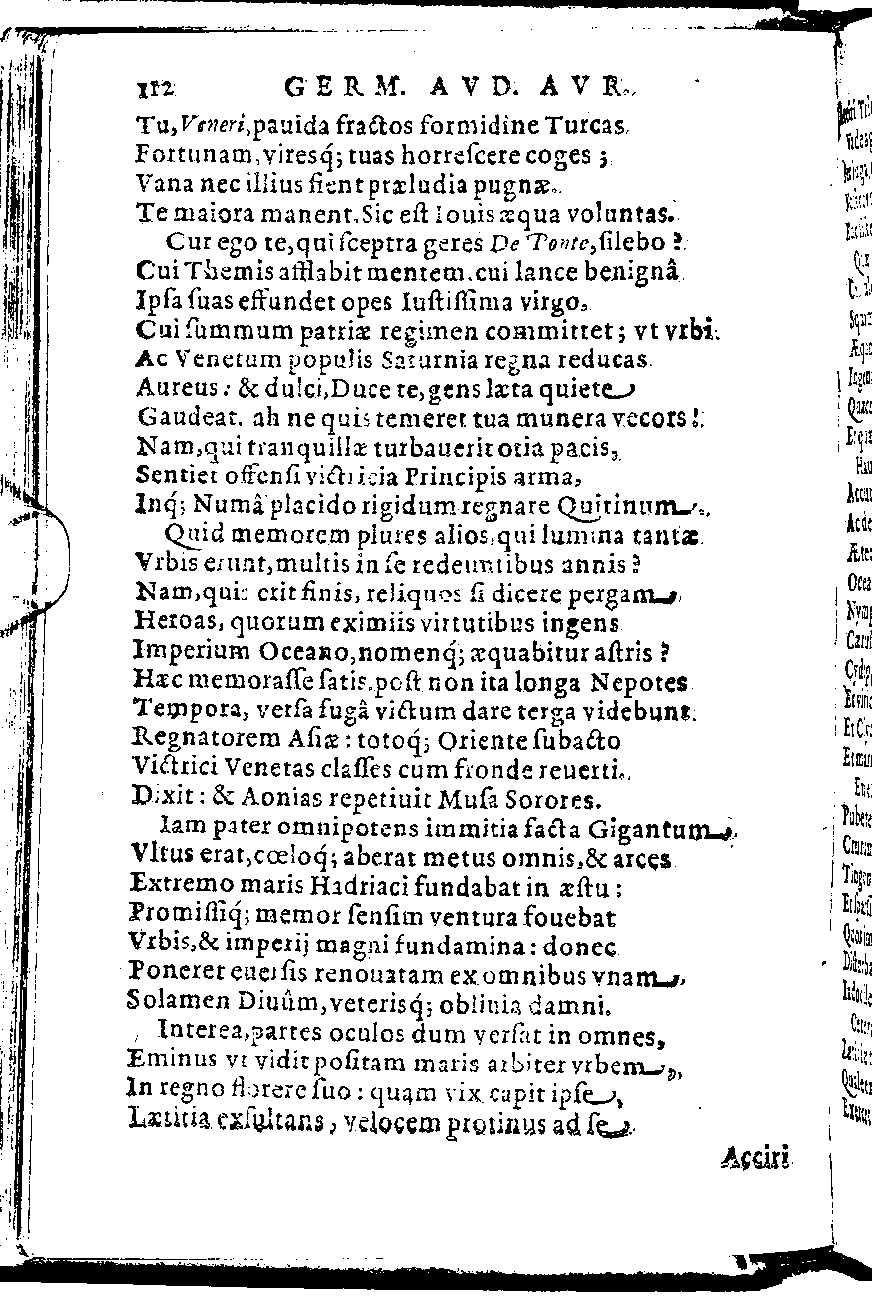 112 GERM. AVD. AVR.
Tu, Veneri, pauida fractos formidine Turcas
Fortunam, viresq́; tuas horreſcere coges ;
Vana nec illius fient præludia pugnæ.
Te maiora manent. Sic eſt Iouis æqua voluntas.
Cur ego te, qui ſceptra geres De Ponte, ſilebo ?
Cui Themis afflabit mentem. cui lance benignâ
Ipſa ſuas effundet opes Iuſtiſſima virgo,
Cui ſummum patriæ regimen committet ; vt vrbi
Ac Venetum populis Saturnia regna reducas
Aureus : & dulci, Duce te, gens læta quiete
Gaudeat. ah ne quis temeret tua munera vecors !
Nam, qui tranquillæ turbauerit otia pacis,
Sentiet offenſi victricia Principis arma,
Inq́; Numâ placido rigidum regnare Quirinum.
Quid memorem plures alios, qui lumina tantæ
Vrbis erunt, multis in ſe redeuntibus annis ?
Nam, quis erit finis, reliquos ſi dicere pergam,
Heroas, quorum eximiis virtutibus ingens
Imperium Oceano, nomenq́; æquabitur aſtris ?
Hæc memoraſſe ſatis. poſt non ita longa Nepotes
Tempora, verſa fugâ victum dare terga videbunt
Regnatorem Aſiæ : totoq́; Oriente ſubacto
Victrici Venetas claſſes cum fronde reuerti.
Dixit : & Aonias repetiuit Muſa Sorores.
Iam pater omnipotens immitia facta Gigantum
Vltus erat, cœloq́; aberat metus omnis, & arces
Extremo maris Hadriaci fundabat in æſtu ;
Promiſſiq́; memor ſenſim ventura fouebat
Vrbis, & imperij magni fundamina : donec
Poneret euerſis renouatam ex omnibus vnam,
Solamen Diuûm, veterisq́; obliuia damni.
Interea, partes oculos dum verſat in omnes,
Eminus vt vidit poſitam maris arbiter vrbem,
In regno florere ſuo : quam vix capit ipſe,
Lætitia exſultans, velocem protinus ad ſe
Acciri